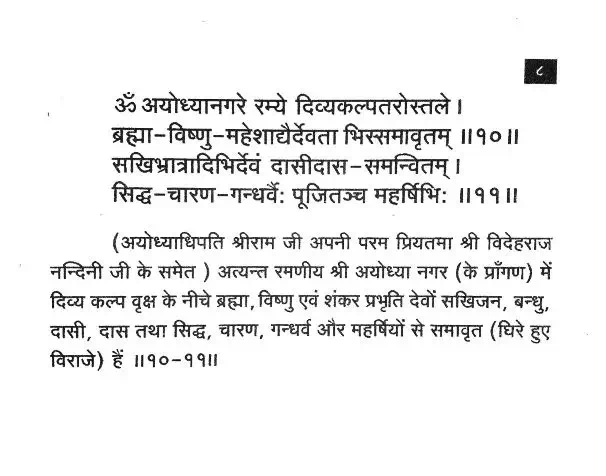 ८
ॐ अयोध्यानगरे रम्ये दिव्यकल्पतरोस्तले ।
ब्रह्मा-विष्णु-महेशाद्यैर्देवता भिस्समावृतम् ॥१०॥
सखिभ्रात्रादिभिर्देवं दासीदास-समन्वितम् ।
सिद्ध-चारण-गन्धर्वैः पूजितञ्च महर्षिभिः ॥११॥
(अयोध्याधिपति श्रीराम जी अपनी परम प्रियतमा श्री विदेहराज
नन्दिनी जी के समेत ) अत्यन्त रमणीय श्री अयोध्या नगर (के प्राँगण) में
दिव्य कल्प वृक्ष के नीचे ब्रह्मा, विष्णु एवं शंकर प्रभृति देवों सखिजन, बन्धु,
दासी, दास तथा सिद्ध, चारण, गन्धर्व और महर्षियों से समावृत (घिरे हुए
विराजे) हैं ॥१०-११॥